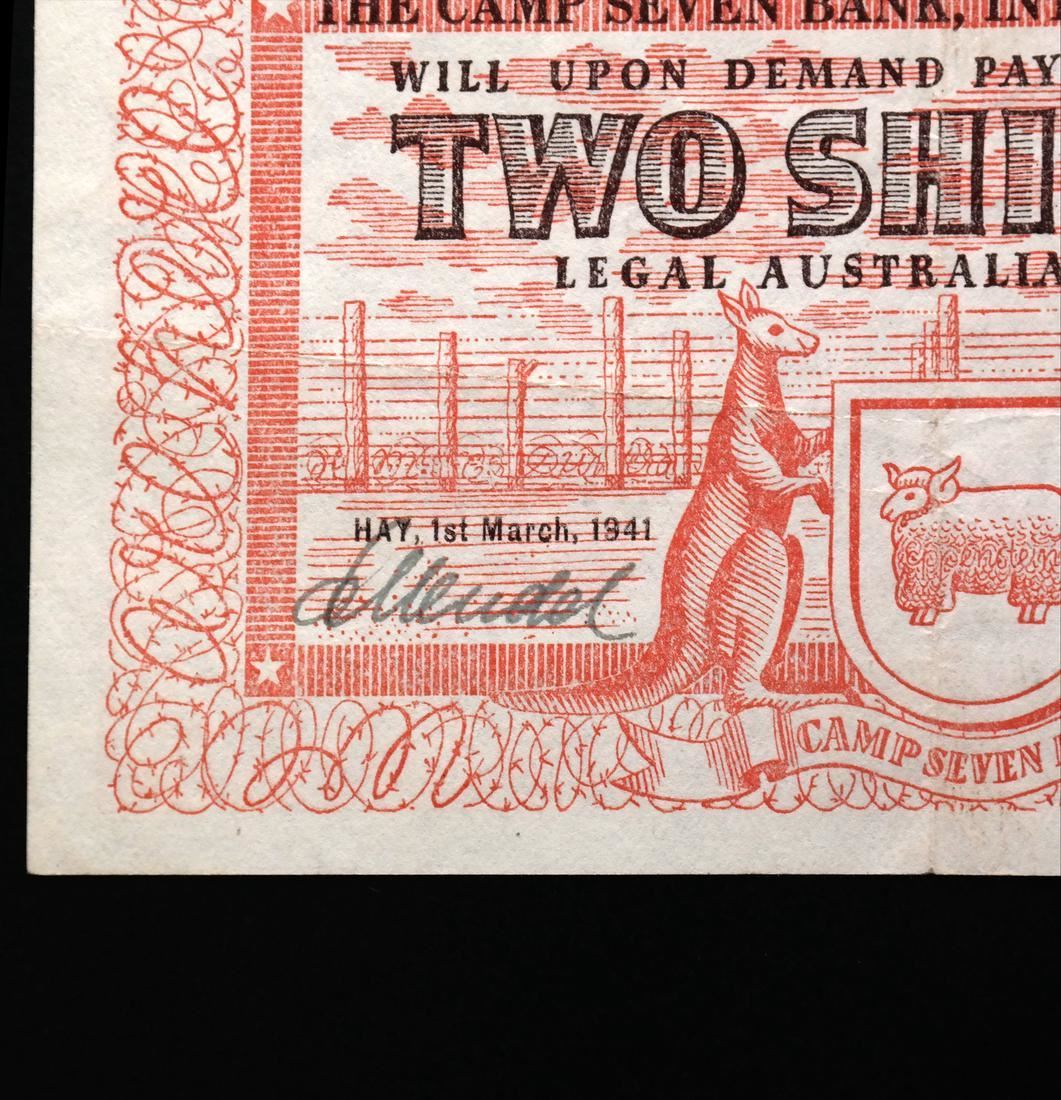 THE CAMP SEVEN BANK, IN
WILL UPON DEMAND PAY
TWO SHI
LEGAL AUSTRALIA
HAY, 1st March, 1941
Mendel
CAMP SEVEN